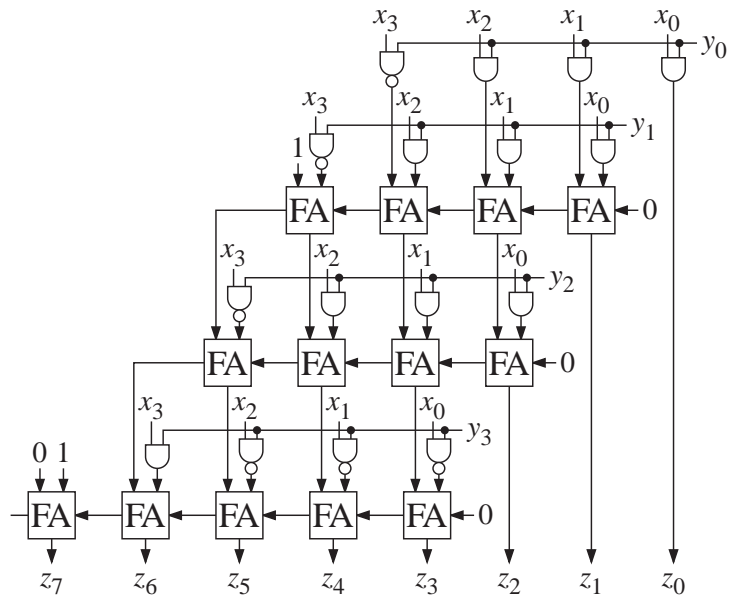 x3 x2 x1 x0
y0
x3 x2 x1 x0
y1
1
FA FA FA FA 0
x3 x2 x1 x0
y2
FA FA FA FA 0
x3 x2 x1 x0
y3
0 1
FA FA FA FA FA 0
z7 z6 z5 z4 z3 z2 z1 z0